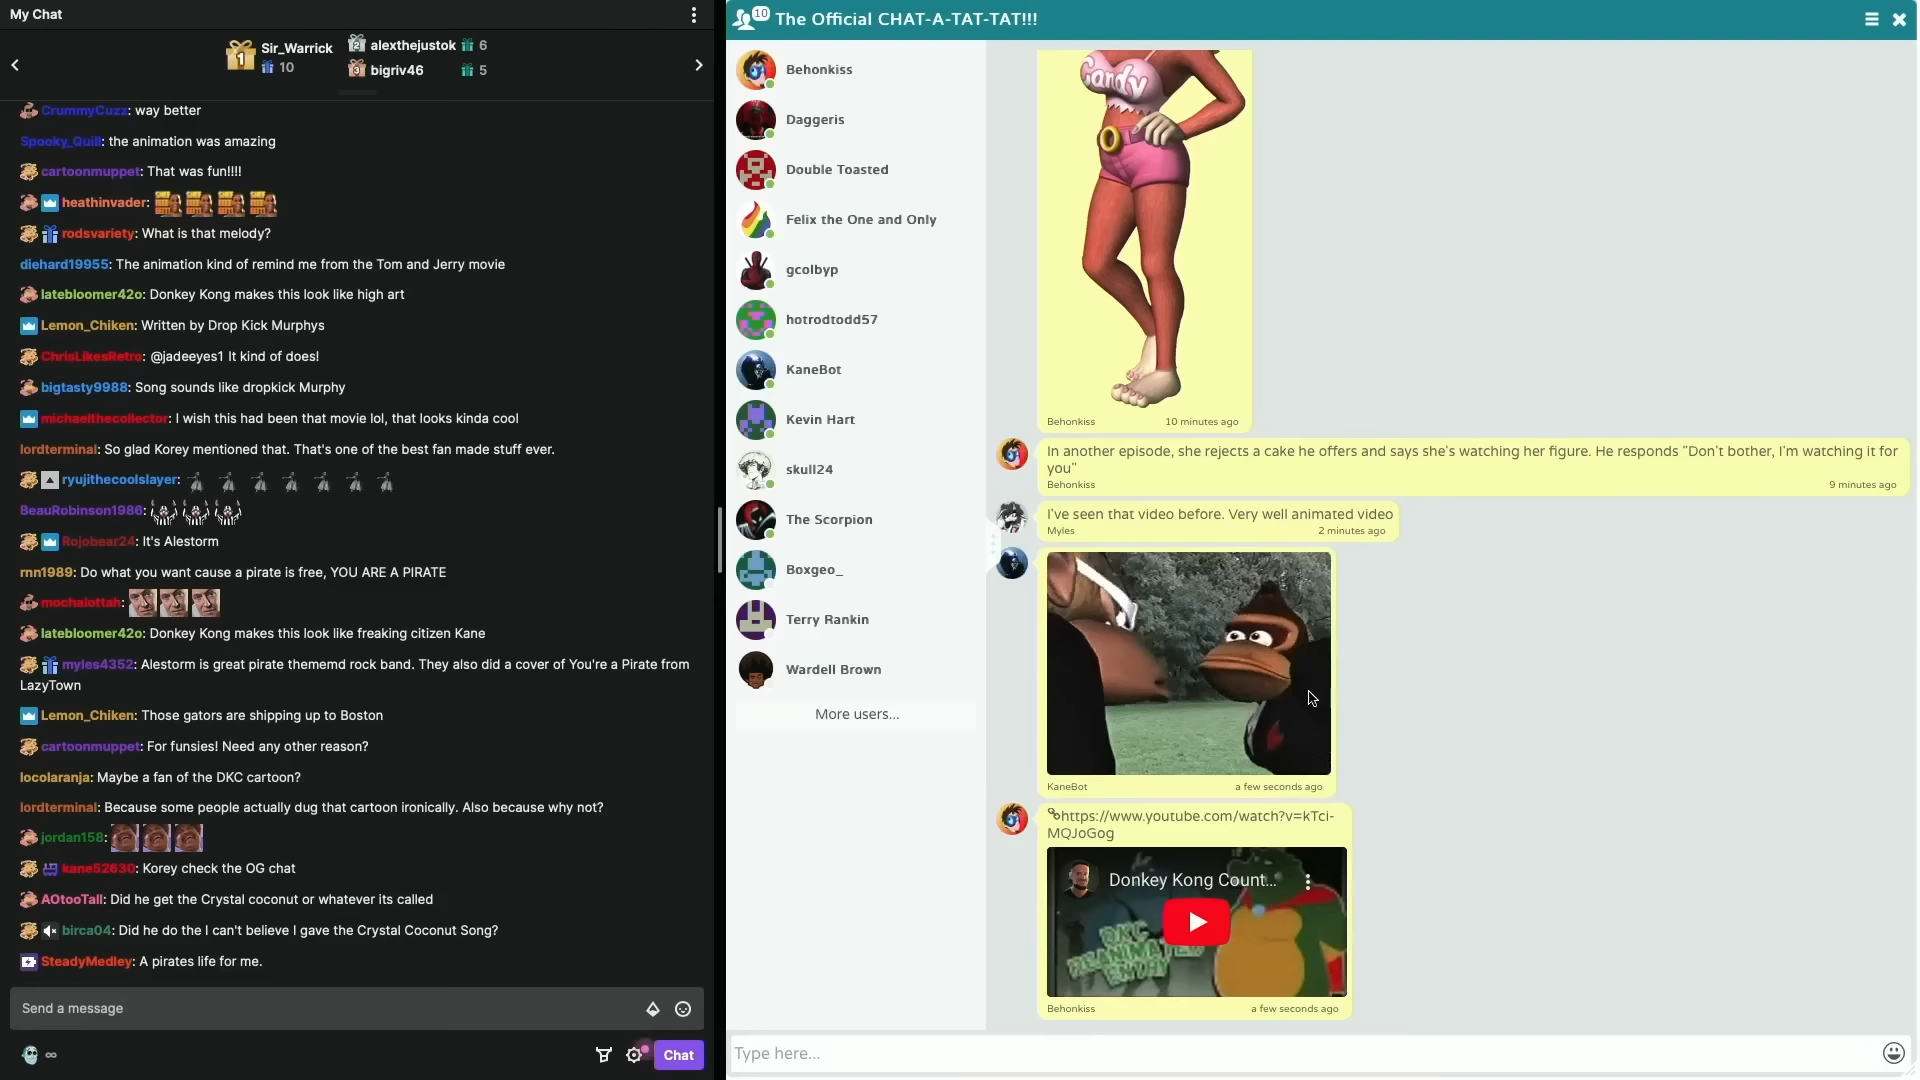 My Chat
1
Sir_Warrick
10
2
alexthejustok
6
3
bigriv46
5
CrummyCuzz: way better
Spooky_Quill: the animation was amazing
cartoonmuppet: That was fun!!!!
heathinvader:
rodsvariety: What is that melody?
diehard19955: The animation kind of remind me from the Tom and Jerry movie
latebloomer42o: Donkey Kong makes this look like high art
Lemon_Chiken: Written by Drop Kick Murphys
ChrisLikesRetro: @jadeeyes1 It kind of does!
bigtasty9988: Song sounds like dropkick Murphy
michaelthecollector: I wish this had been that movie lol, that looks kinda cool
lordterminal: So glad Korey mentioned that. That's one of the best fan made stuff ever.
ryujithecoolslayer:
BeauRobinson1986:
Rojobear24: It's Alestorm
rnn1989: Do what you want cause a pirate is free, YOU ARE A PIRATE
mochalottah:
latebloomer42o: Donkey Kong makes this look like freaking citizen Kane
myles4352: Alestorm is great pirate thememd rock band. They also did a cover of You're a Pirate from
LazyTown
Lemon_Chiken: Those gators are shipping up to Boston
cartoonmuppet: For funsies! Need any other reason?
locolaranja: Maybe a fan of the DKC cartoon?
lordterminal: Because some people actually dug that cartoon ironically. Also because why not?
jordan158:
kane52630: Korey check the OG chat
AOtooTall: Did he get the Crystal coconut or whatever its called
birca04: Did he do the I can't believe I gave the Crystal Coconut Song?
SteadyMedley: A pirates life for me.
Send a message
∞
Chat
10
The Official CHAT-A-TAT-TAT!!!
Behonkiss
Daggeris
Double Toasted
Felix the One and Only
gcolbyp
hotrodtodd57
KaneBot
Kevin Hart
skull24
The Scorpion
Boxgeo_
Terry Rankin
Wardell Brown
More users...
Candy
Behonkiss
10 minutes ago
In another episode, she rejects a cake he offers and says she's watching her figure. He responds "Don't bother, I'm watching it for
you"
Behonkiss
9 minutes ago
I've seen that video before. Very well animated video
Myles
2 minutes ago
KaneBot
a few seconds ago
https://www.youtube.com/watch?v=kTci-
MQJoGog
Donkey Kong Count...
DKC
REANIMATED
ENTRY
Behonkiss
a few seconds ago
Type here...